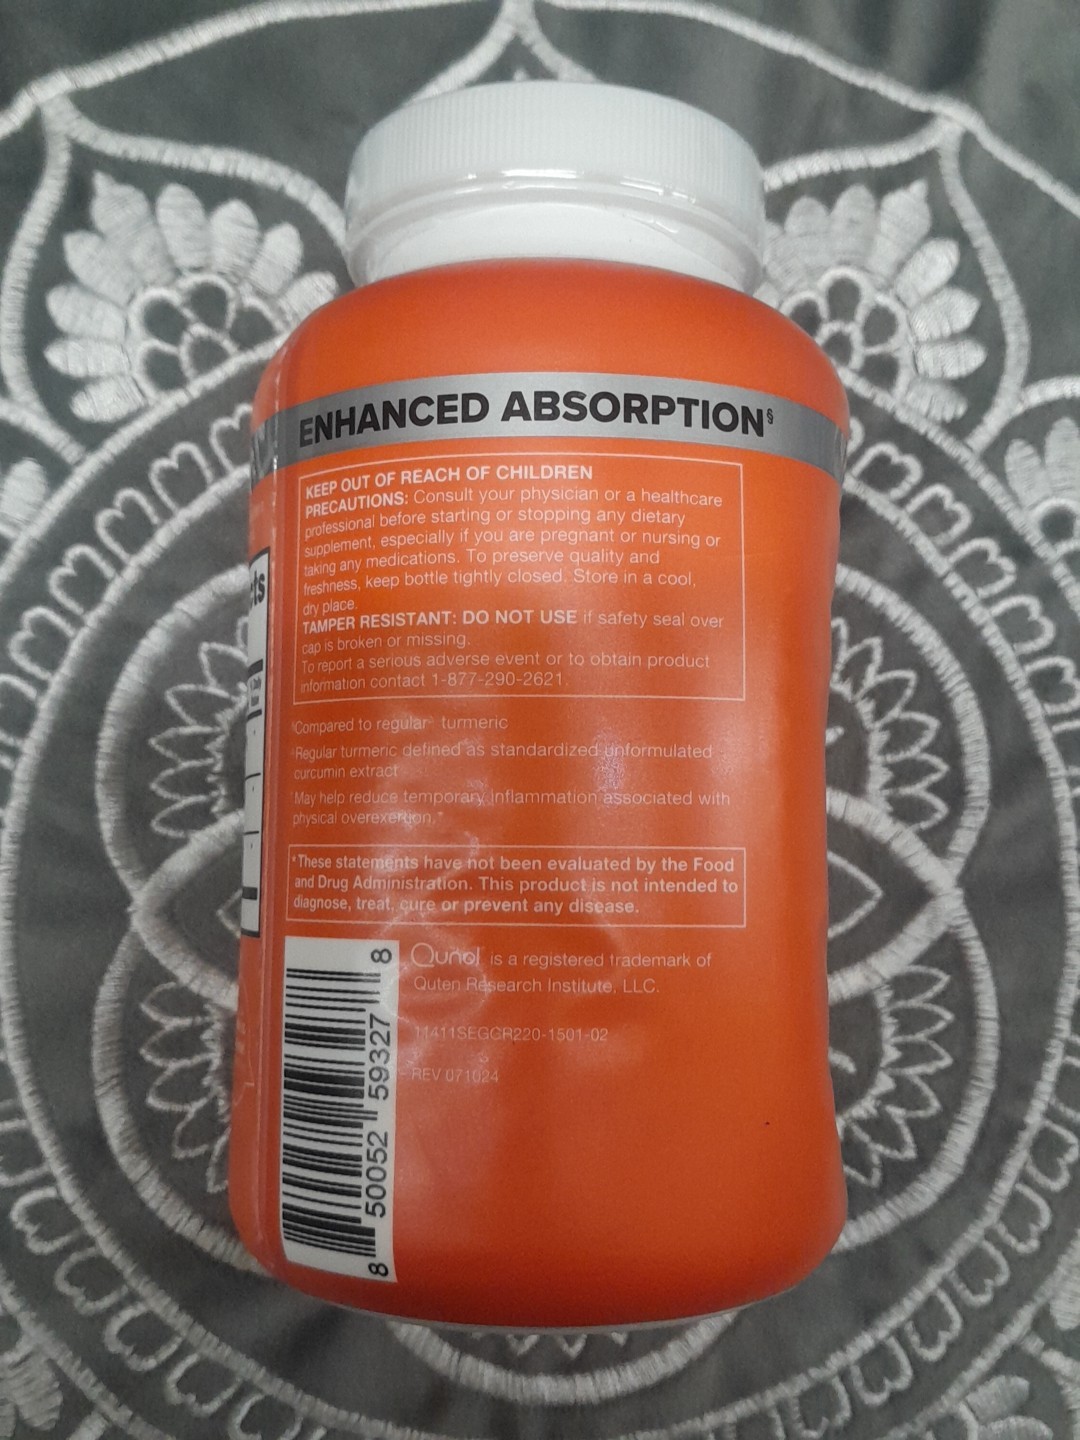 ENHANCED ABSORPTION§
KEEP OUT OF REACH OF CHILDREN
PRECAUTIONS: Consult your physician or a healthcare
professional before starting or stopping any dietary
supplement, especially if you are pregnant or nursing or
taking any medications. To preserve quality and
freshness, keep bottle tightly closed. Store in a cool,
dry place.
TAMPER RESISTANT: DO NOT USE if safety seal over
cap is broken or missing.
To report a serious adverse event or to obtain product
information contact 1-877-290-2621.
Compared to regular turmeric
Regular turmeric defined as standardized unformulated
curcumin extract
May help reduce temporary inflammation associated with
physical overexertion.*
*These statements have not been evaluated by the Food
and Drug Administration. This product is not intended to
diagnose, treat, cure or prevent any disease.
Qunol is a registered trademark of
Quten Research Institute, LLC.
11411SEGCR220-1501-02
REV 071024
8 50052 59327 8